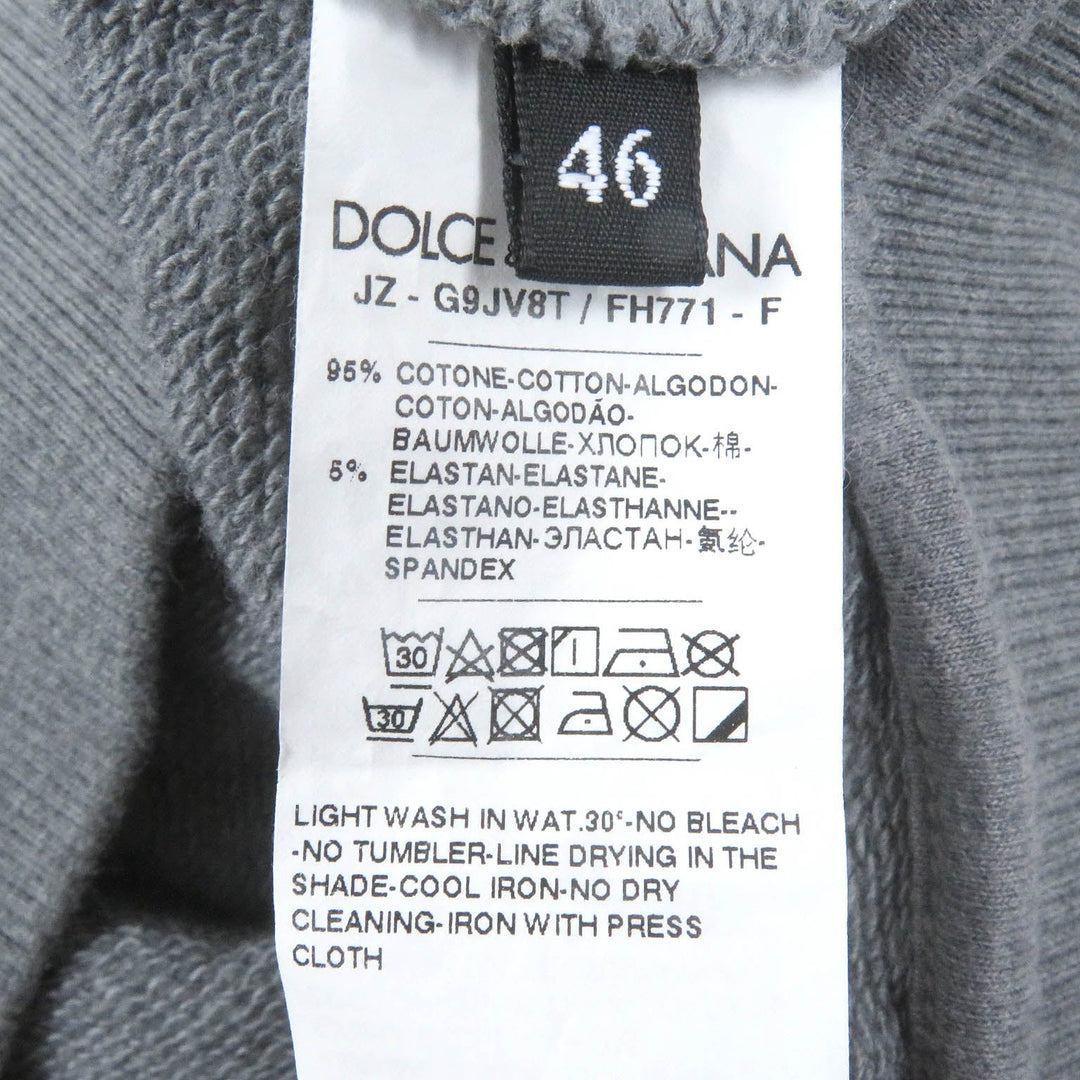 46
DOLCE
JZ - G9JV8T / FH771 - F
95% COTONE-COTTON-ALGODON-
COTON-ALGODÃO-
BAUMWOLLE-ХЛОПОК-棉-
5% ELASTAN-ELASTANE-
ELASTANO-ELASTHANNE--
ELASTHAN-ЭЛАСТАН-氨纶-
SPANDEX
30
30
LIGHT WASH IN WAT.30°-NO BLEACH
-NO TUMBLER-LINE DRYING IN THE
SHADE-COOL IRON-NO DRY
CLEANING-IRON WITH PRESS
CLOTH